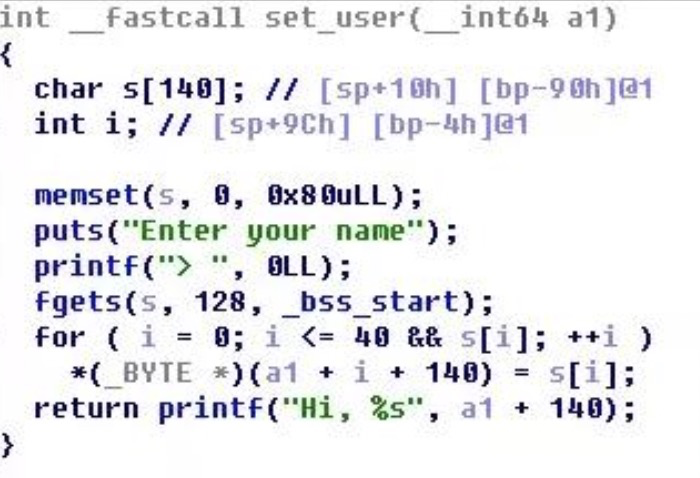 int __fastcall set_user(__int64 a1)
{
char s[140]; // [sp+10h] [bp-90h]@1
int i; // [sp+9Ch] [bp-4h]@1
memset(s, 0, 0x80uLL);
puts("Enter your name");
printf("> ", 0LL);
fgets(s, 128, _bss_start);
for ( i = 0; i <= 40 && s[i]; ++i )
*(_BYTE *)(a1 + i + 140) = s[i];
return printf("Hi, %s", a1 + 140);
}